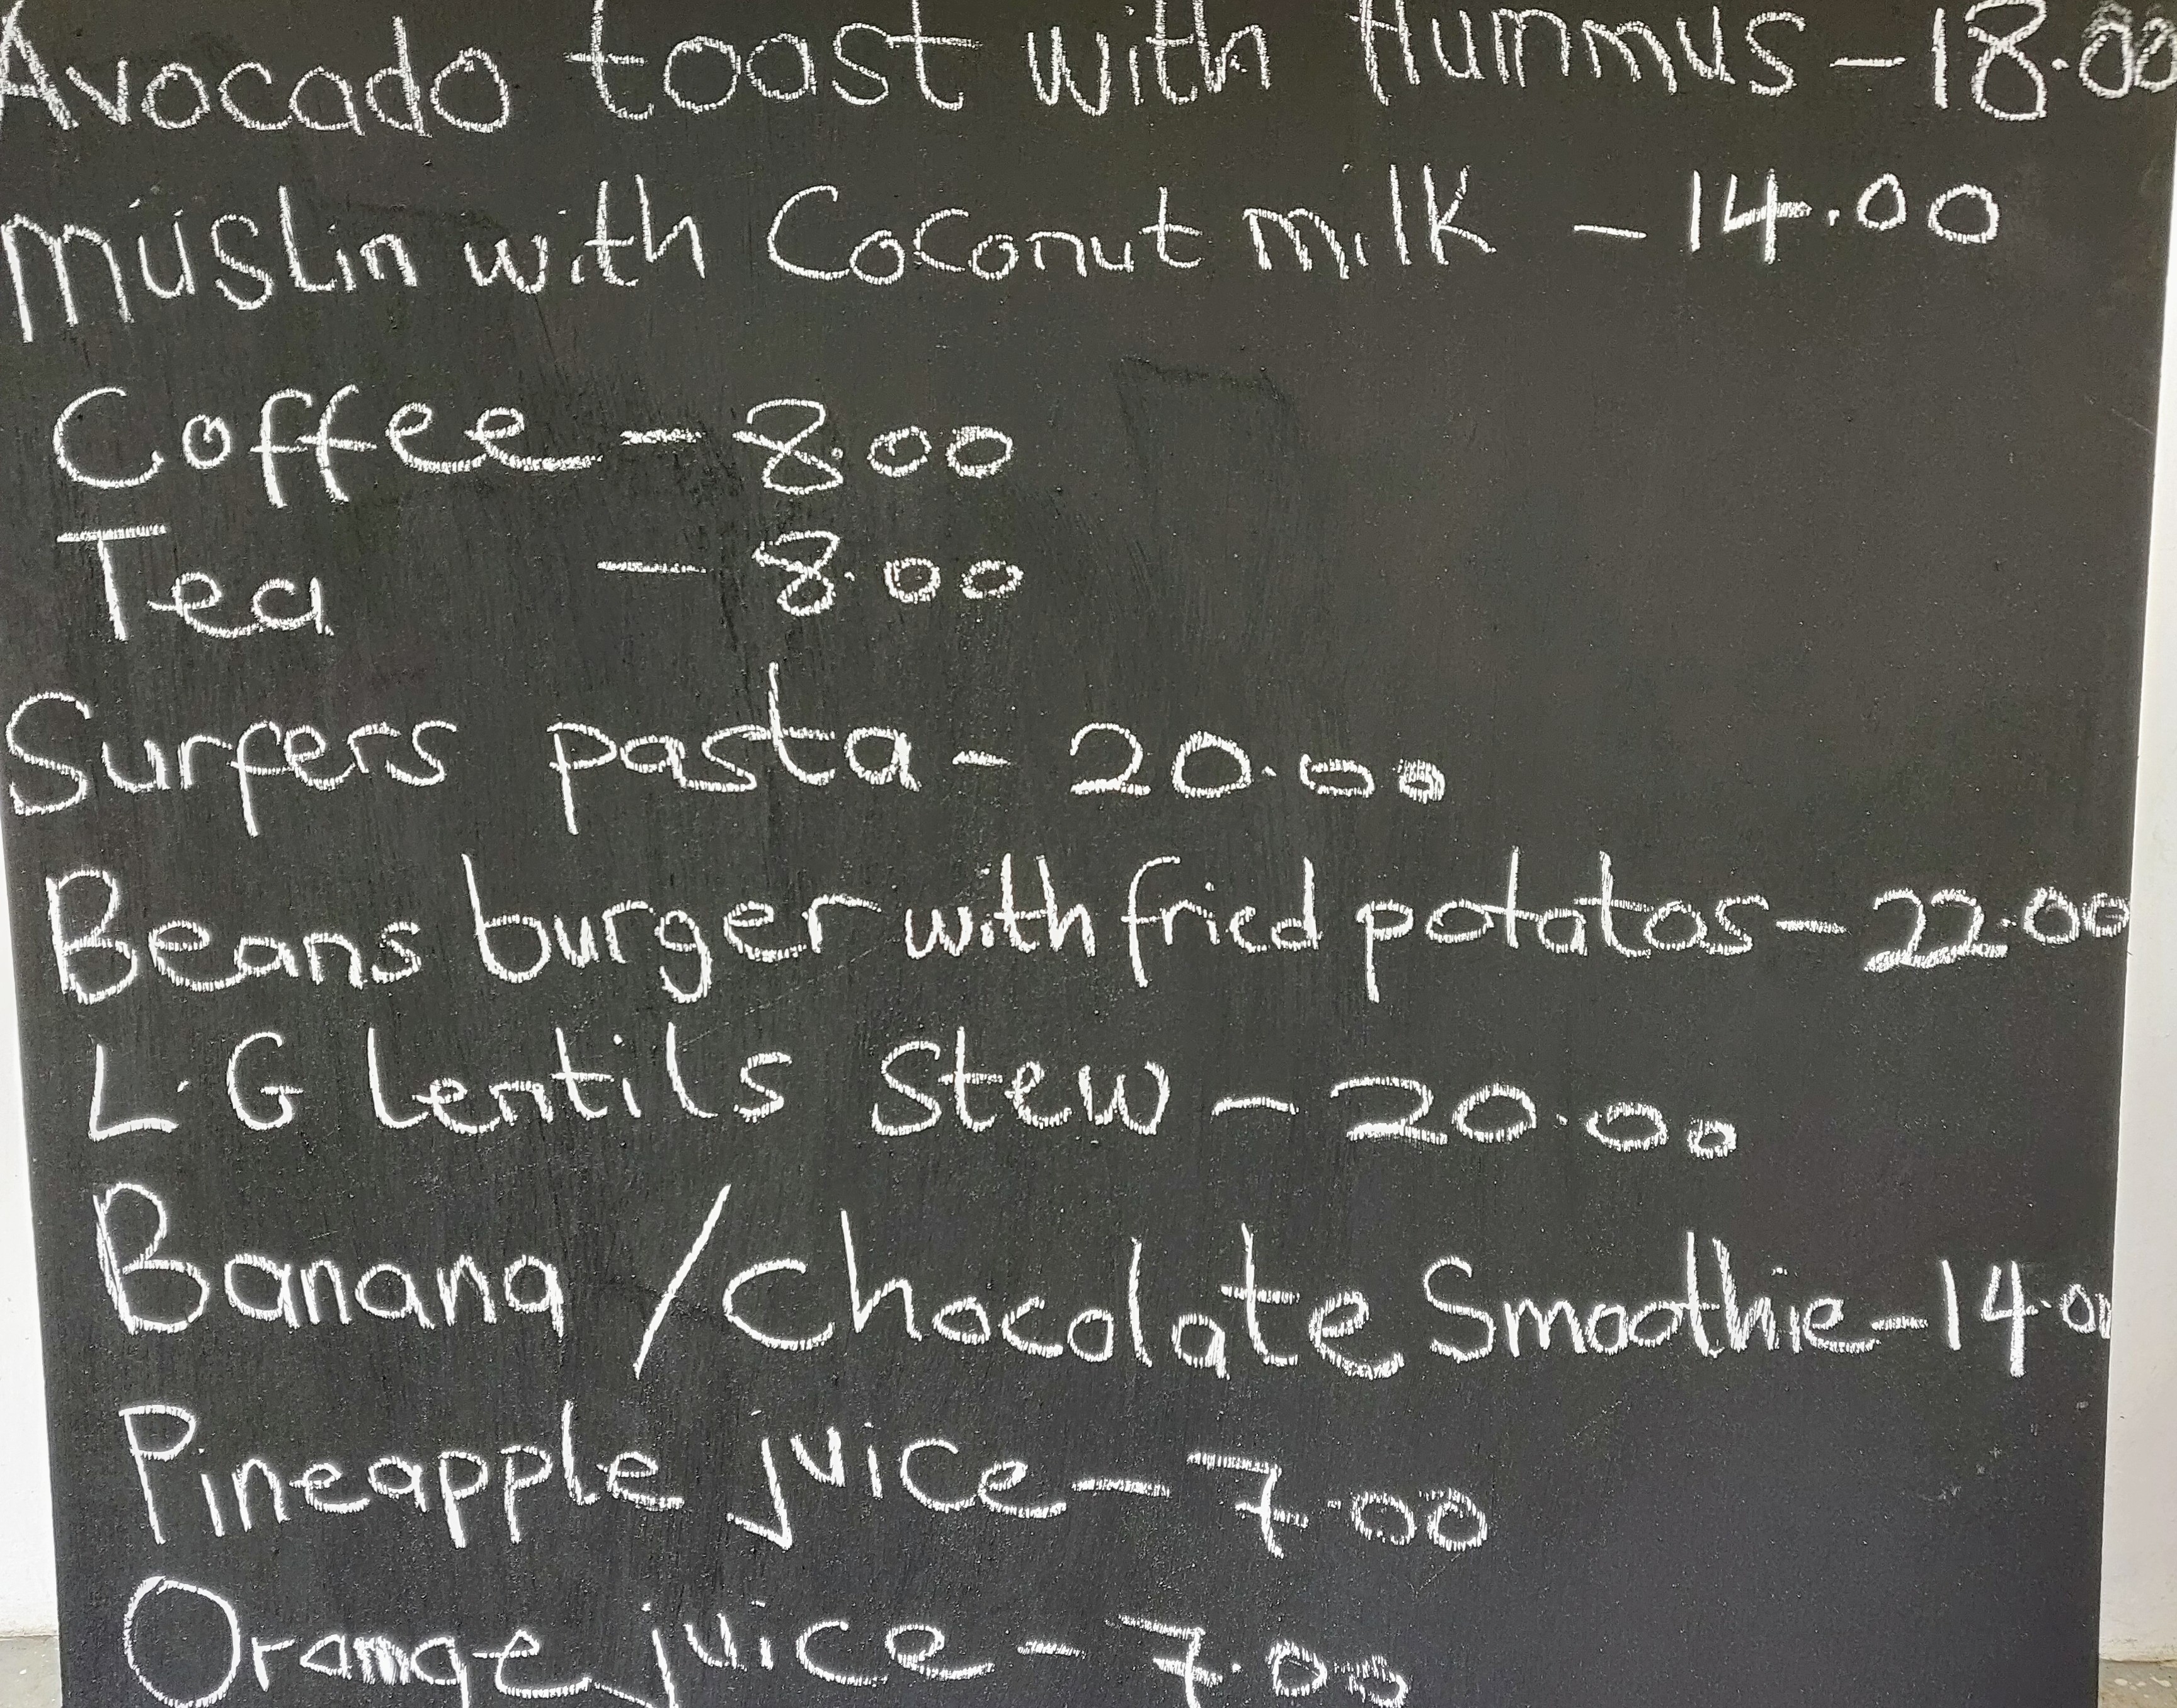 Avocado toast with Hummus - 18.00
müslin with Coconut milk - 14.00
Coffee - 8.00
Tea - 8.00
Surfers pasta - 20.00
Beans burger with fried potatos - 22.00
L.G lentils Stew - 20.00
Banana / Chocolate Smoothie - 14.00
Pineapple juice - 7.00
Orange juice - 7.00